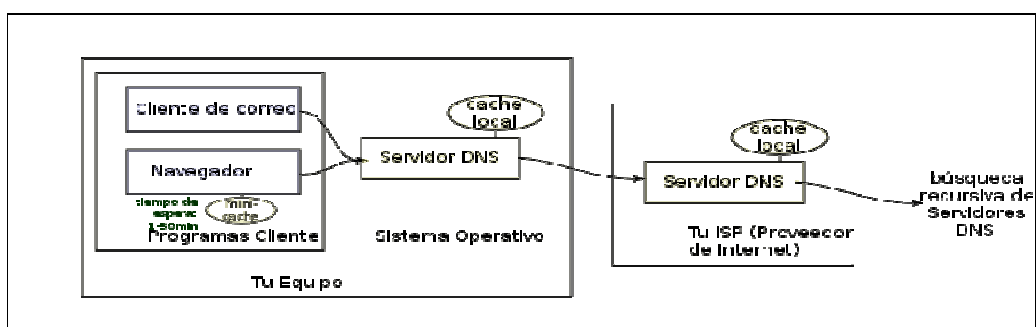 Cliente de correo
cache
local
Servidor DNS
Navegador
tiempo de
espera:
mini-
cache
Programas Cliente
Sistema Operativo
Tu Equipo
cache
local
Servidor DNS
Tu ISP (Proveedor
de Internet)
búsqueda
recursiva de
Servidores
DNS